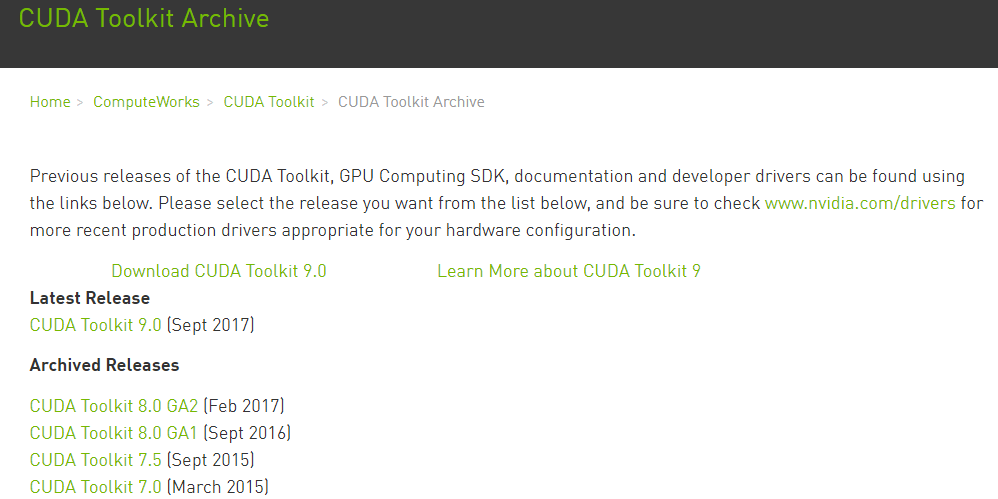 CUDA Toolkit Archive
Home > ComputeWorks > CUDA Toolkit > CUDA Toolkit Archive
Previous releases of the CUDA Toolkit, GPU Computing SDK, documentation and developer drivers can be found using
the links below. Please select the release you want from the list below, and be sure to check www.nvidia.com/drivers for
more recent production drivers appropriate for your hardware configuration.
Download CUDA Toolkit 9.0 Learn More about CUDA Toolkit 9
Latest Release
CUDA Toolkit 9.0 (Sept 2017)
Archived Releases
CUDA Toolkit 8.0 GA2 (Feb 2017)
CUDA Toolkit 8.0 GA1 (Sept 2016)
CUDA Toolkit 7.5 (Sept 2015)
CUDA Toolkit 7.0 (March 2015)